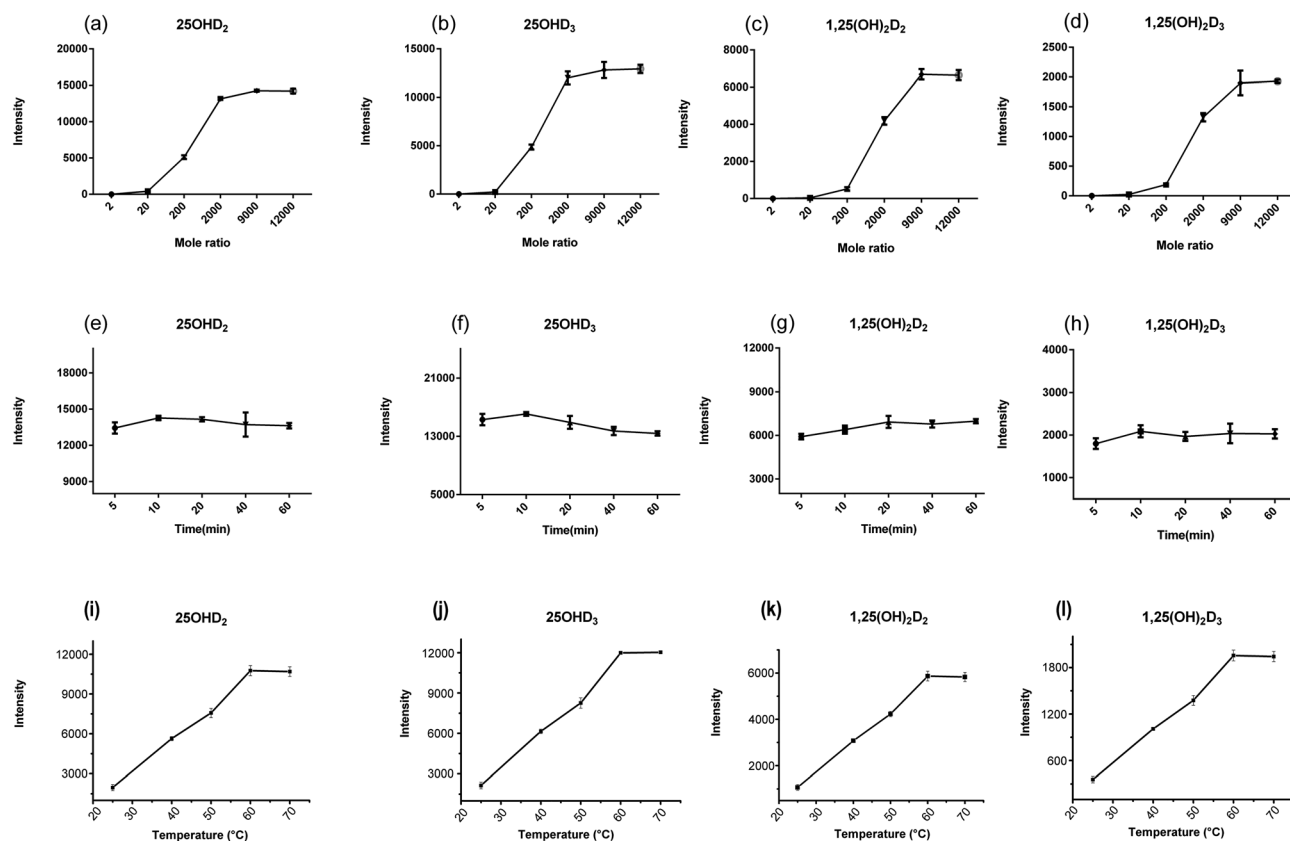 (a) 25OHD₂
Intensity
20000
15000
10000
5000
0
2 20 200 2000 9000 12000
Mole ratio
(b) 25OHD₃
Intensity
15000
10000
5000
0
2 20 200 2000 9000 12000
Mole ratio
(c) 1,25(OH)₂D₂
Intensity
8000
6000
4000
2000
0
2 20 200 2000 9000 12000
Mole ratio
(d) 1,25(OH)₂D₃
Intensity
2500
2000
1500
1000
500
0
2 20 200 2000 9000 12000
Mole ratio
(e) 25OHD₂
Intensity
18000
15000
12000
9000
5 10 20 40 60
Time(min)
(f) 25OHD₃
Intensity
21000
13000
5000
5 10 20 40 60
Time(min)
(g) 1,25(OH)₂D₂
Intensity
12000
9000
6000
3000
5 10 20 40 60
Time(min)
(h) 1,25(OH)₂D₃
Intensity
4000
3000
2000
1000
5 10 20 40 60
Time(min)
(i) 25OHD₂
Intensity
12000
9000
6000
3000
20 30 40 50 60 70
Temperature (°C)
(j) 25OHD₃
Intensity
12000
9000
6000
3000
20 30 40 50 60 70
Temperature (°C)
(k) 1,25(OH)₂D₂
Intensity
6000
4000
2000
20 30 40 50 60 70
Temperature (°C)
(l) 1,25(OH)₂D₃
Intensity
1800
1200
600
20 30 40 50 60 70
Temperature (°C)